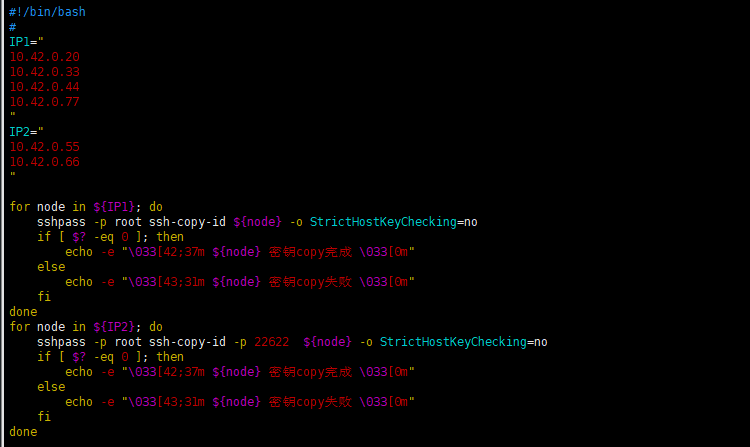 #!/bin/bash
#
IP1="
10.42.0.20
10.42.0.33
10.42.0.44
10.42.0.77
"
IP2="
10.42.0.55
10.42.0.66
"

for node in ${IP1}; do
    sshpass -p root ssh-copy-id ${node} -o StrictHostKeyChecking=no
    if [ $? -eq 0 ]; then
        echo -e "\033[42;37m ${node} 密钥copy完成 \033[0m"
    else
        echo -e "\033[43;31m ${node} 密钥copy失败 \033[0m"
    fi
done
for node in ${IP2}; do
    sshpass -p root ssh-copy-id -p 22622  ${node} -o StrictHostKeyChecking=no
    if [ $? -eq 0 ]; then
        echo -e "\033[42;37m ${node} 密钥copy完成 \033[0m"
    else
        echo -e "\033[43;31m ${node} 密钥copy失败 \033[0m"
    fi
done